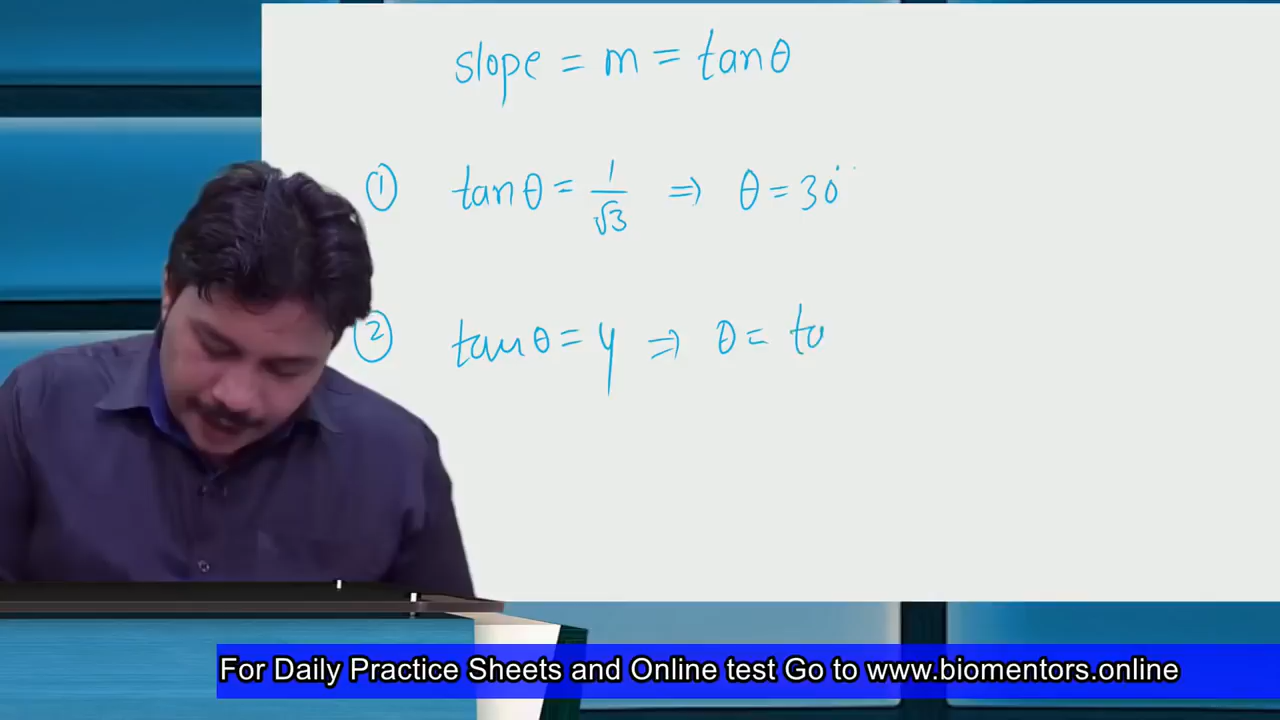 slope = m = tanθ
① tanθ = 1/√3 ⇒ θ = 30°
② tanθ = 4 ⇒ θ = ta
For Daily Practice Sheets and Online test Go to www.biomentors.online